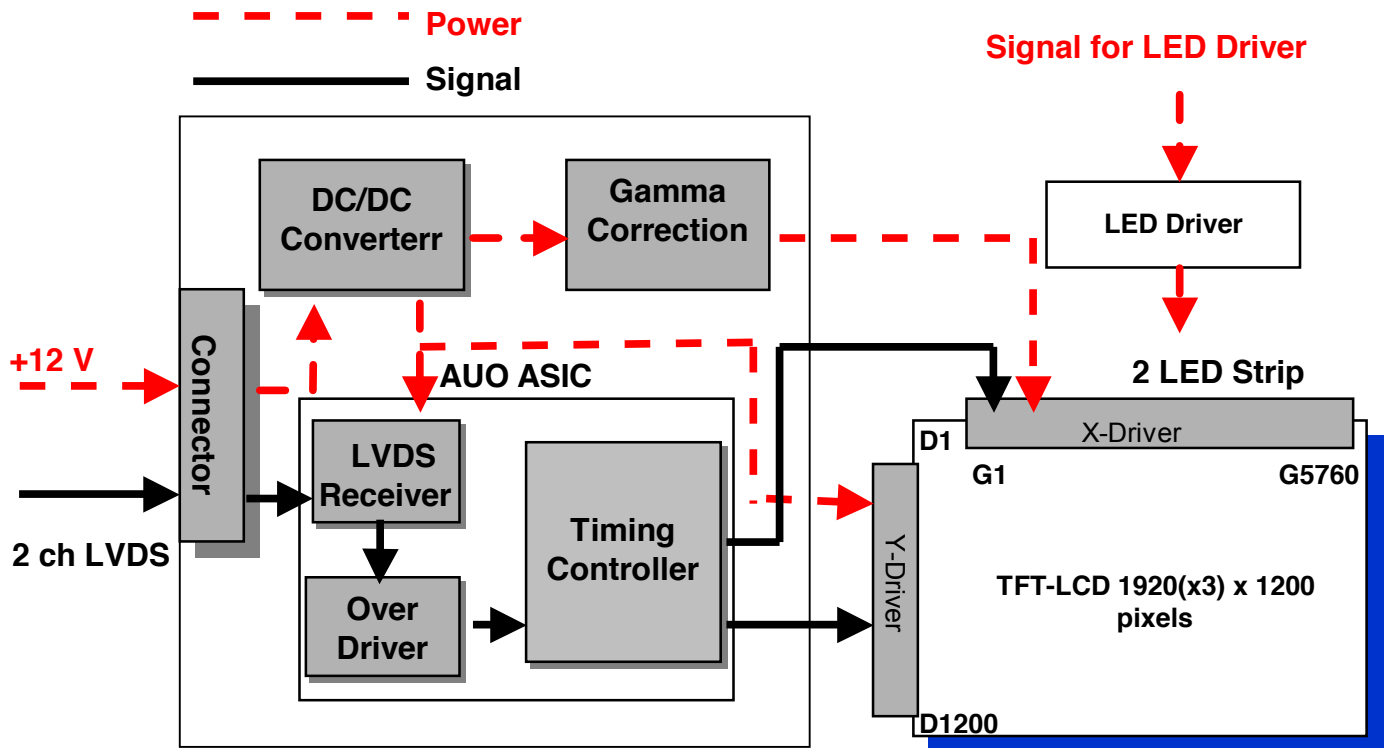 Power
Signal
Signal for LED Driver
DC/DC
Converterr
Gamma
Correction
LED Driver
Connector
+12 V
AUO ASIC
2 LED Strip
LVDS
Receiver
Timing
Controller
X-Driver
D1
G1
G5760
2 ch LVDS
Over
Driver
Y-Driver
TFT-LCD 1920(x3) x 1200
pixels
D1200